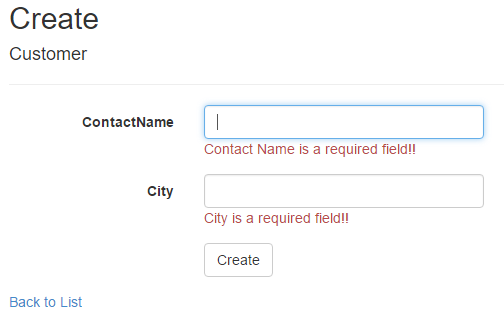 Create
Customer
ContactName
Contact Name is a required field!!
City
City is a required field!!
Create
Back to List